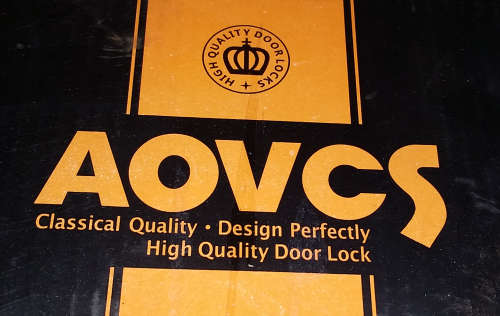 HIGH QUALITY DOOR LOCKS
AOVCS
Classical Quality · Design Perfectly
High Quality Door Lock